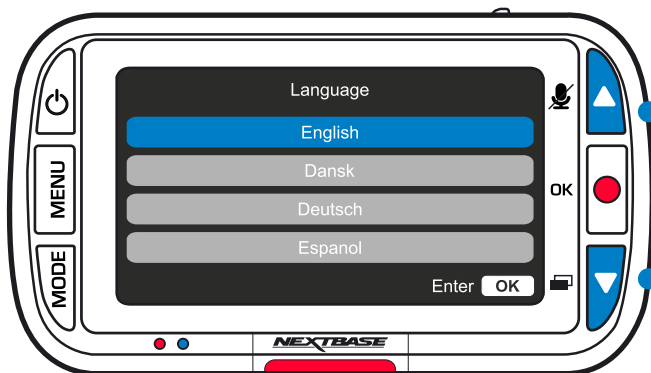 Language
English
Dansk
Deutsch
Espanol
Enter OK
MENU
MODE
OK
NEXTBASE